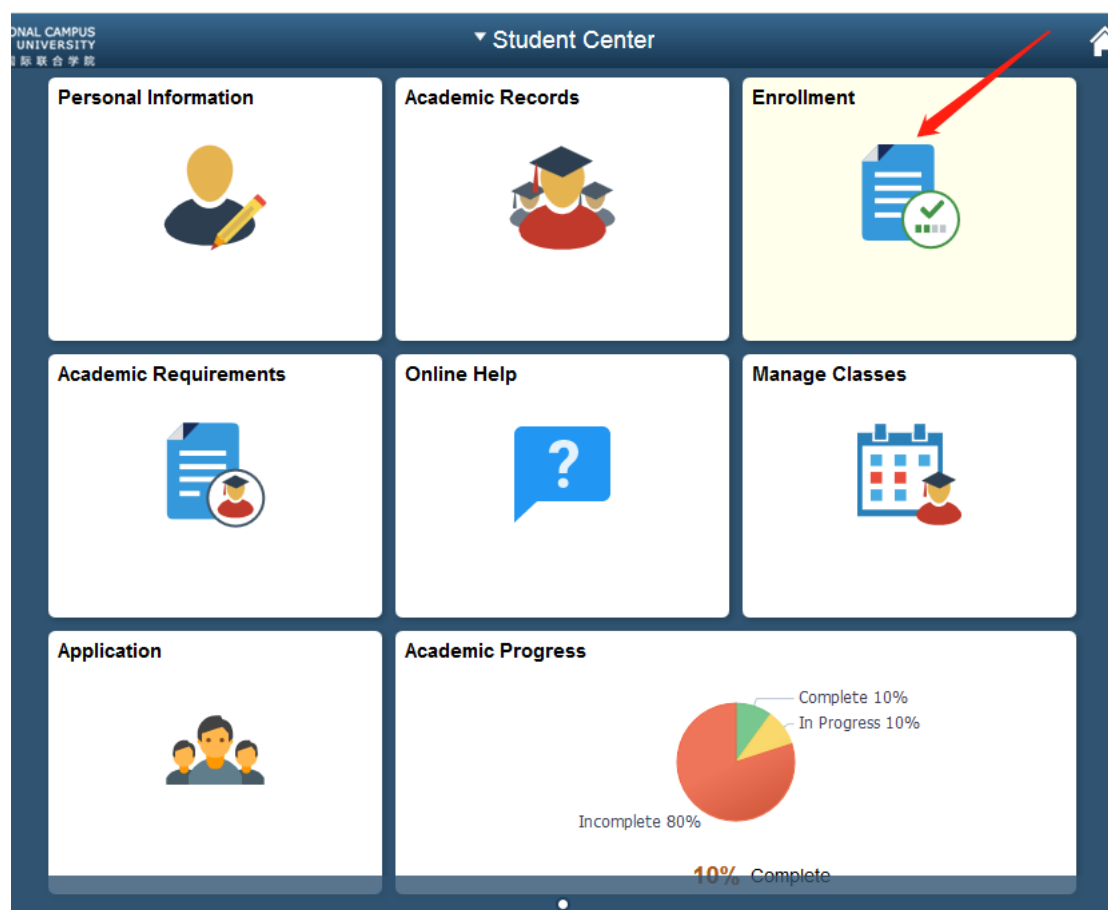 ONAL CAMPUS
UNIVERSITY
国际联合学院
Student Center
Personal Information
Academic Records
Enrollment
Academic Requirements
Online Help
?
Manage Classes
Application
Academic Progress
Complete 10%
In Progress 10%
Incomplete 80%
10% Complete